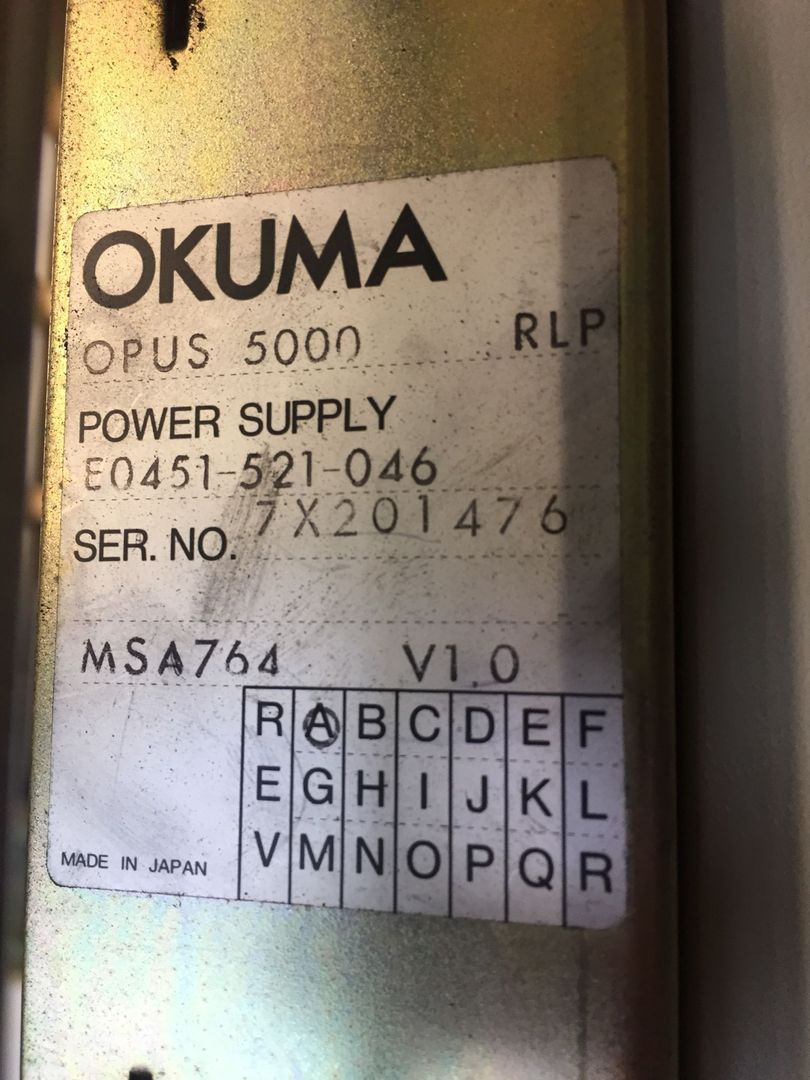 OKUMA
OPUS 5000 RLP
POWER SUPPLY
E0451-521-046
SER. NO. 7X201476
MSA764 V1.0
R A B C D E F
E G H I J K L
V M N O P Q R
MADE IN JAPAN